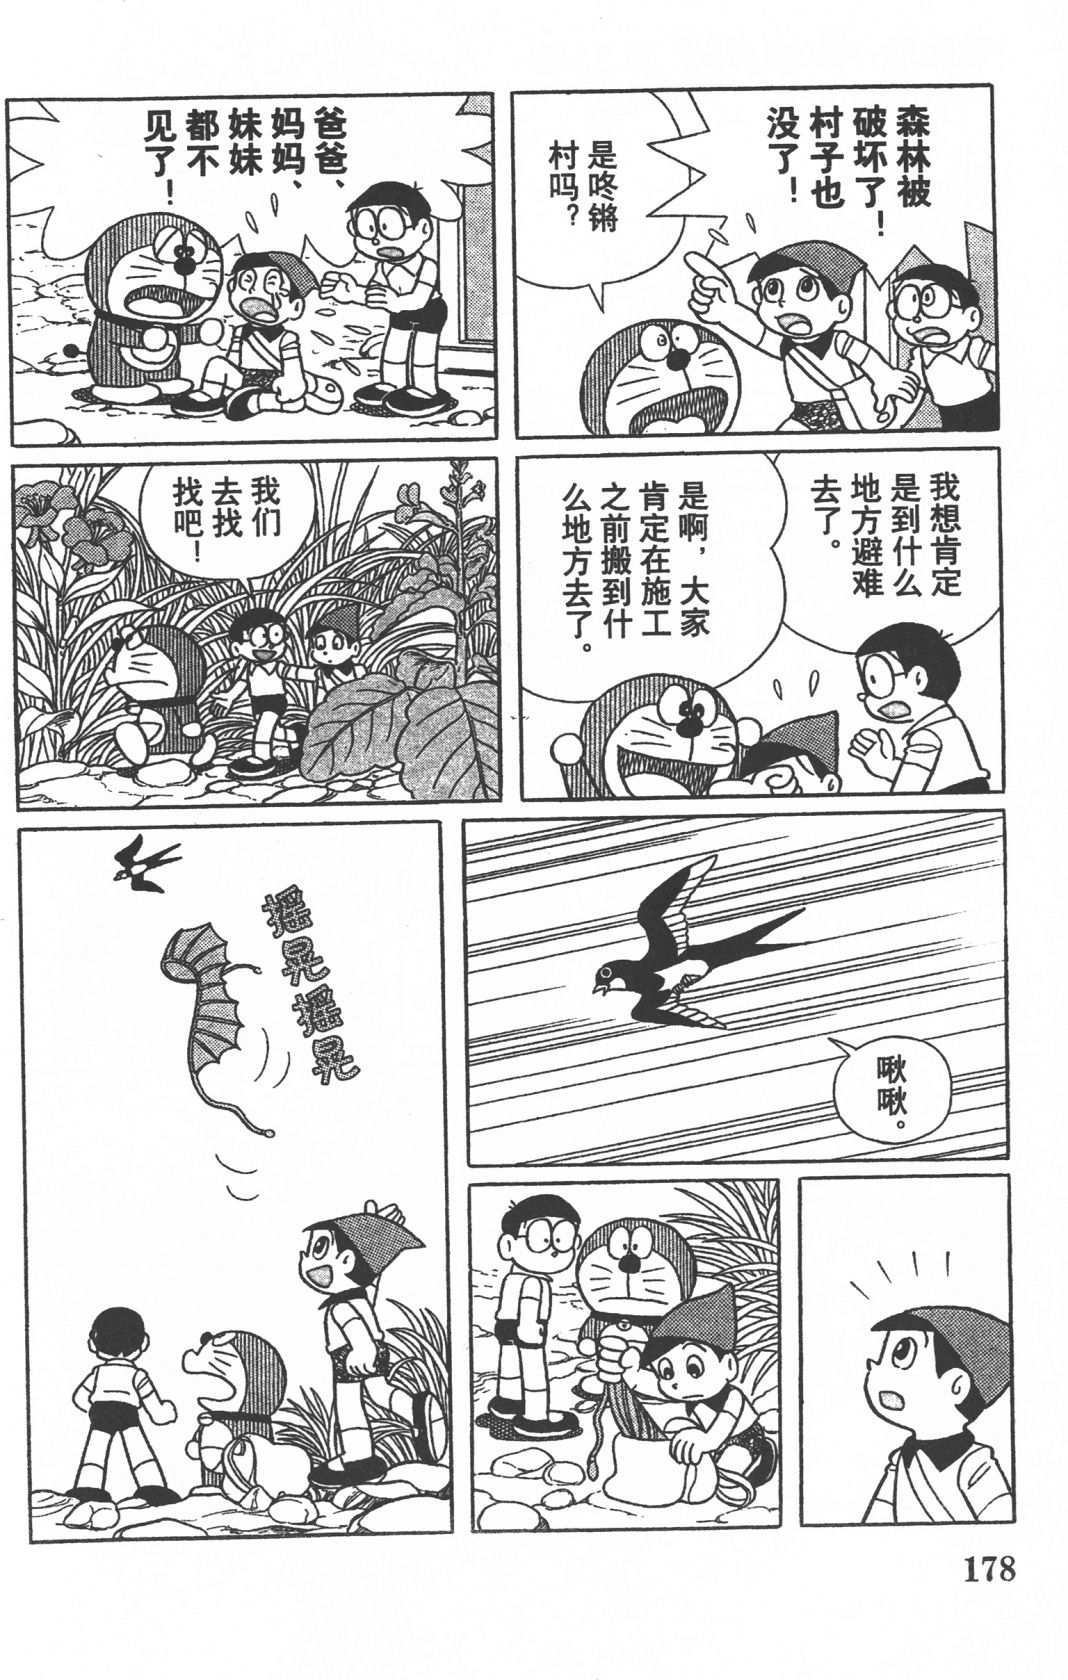 森林被
破坏了！
村子也
没了！
是咚锵
村吗？
爸爸、
妈妈、
妹妹
都不
见了！
我想肯定
是到什么
地方避难
去了。
是啊，大家
肯定在施工
之前搬到什
么地方去了。
我们
去找
找吧！
啾
啾。
摇晃摇晃
178